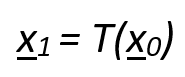 x₁ = T(x₀)